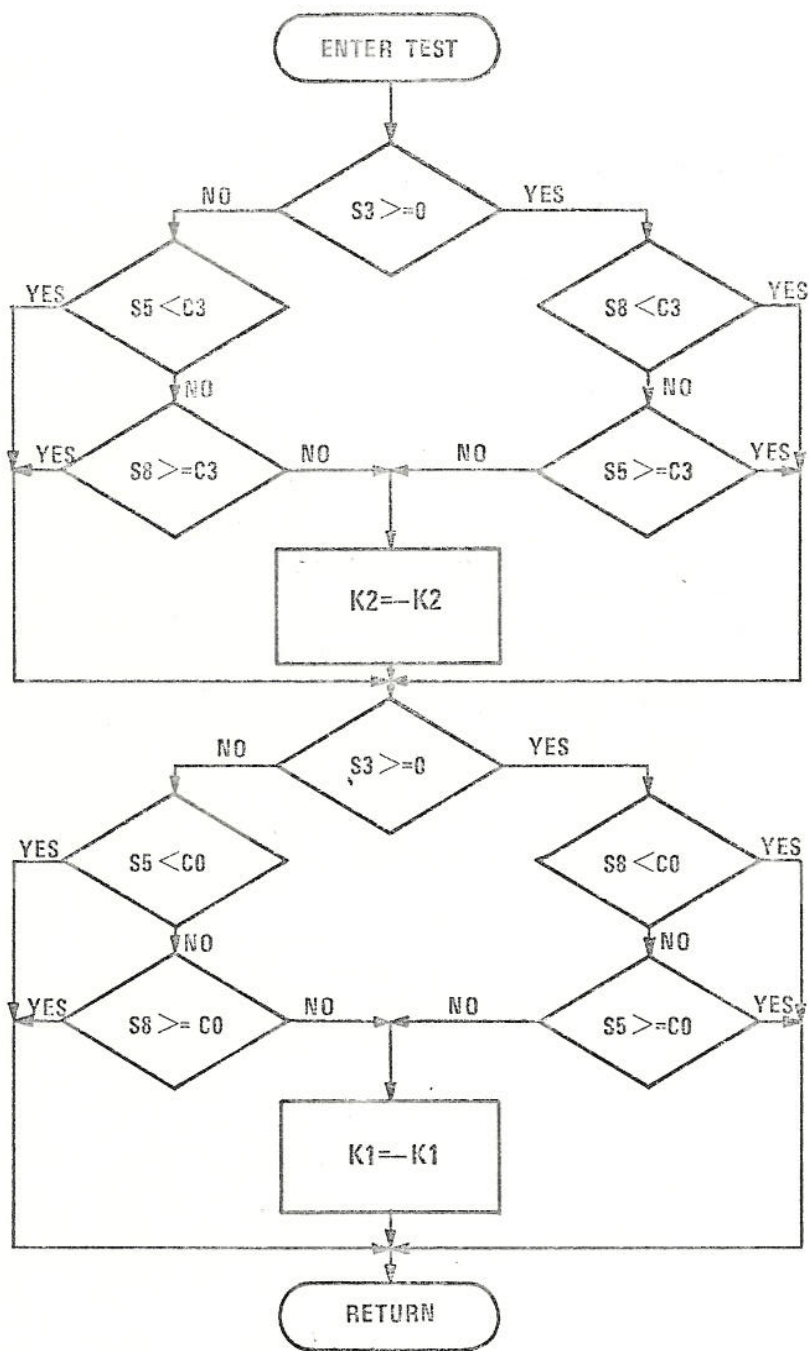 ENTER TEST
S3>=0
NO
YES
S5<C3
YES
NO
S8<C3
YES
NO
S8>=C3
YES
NO
S5>=C3
NO
YES
K2=-K2
S3>=0
NO
YES
S5<C0
YES
NO
S8<C0
YES
NO
S8>=C0
YES
NO
S5>=C0
NO
YES
K1=-K1
RETURN